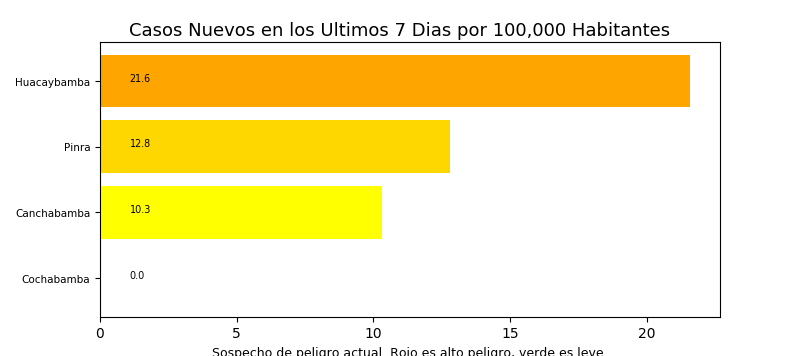 Casos Nuevos en los Ultimos 7 Dias por 100,000 Habitantes
Huacaybamba 21.6
Pinra 12.8
Canchabamba 10.3
Cochabamba 0.0
0 5 10 15 20
Sospecho de peligro actual. Rojo es alto peligro, verde es leve